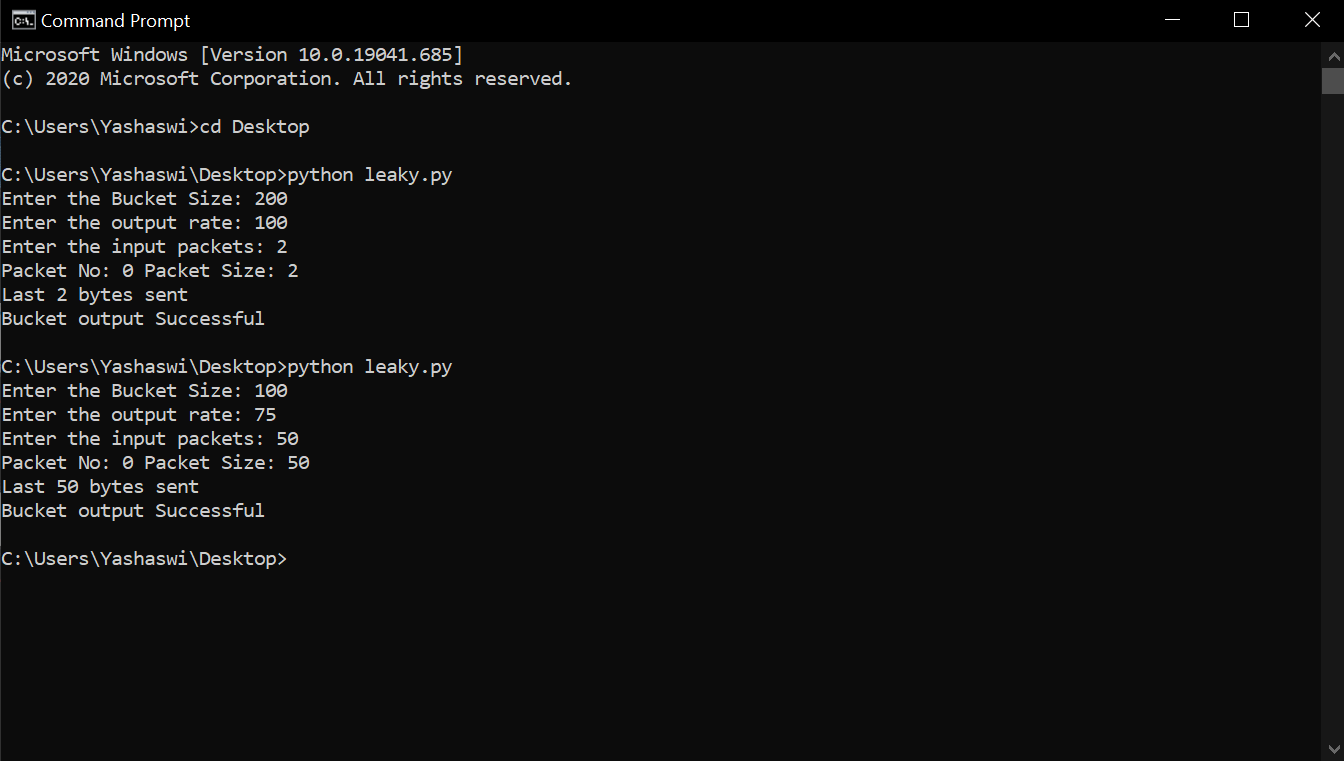 Command Prompt
Microsoft Windows [Version 10.0.19041.685]
(c) 2020 Microsoft Corporation. All rights reserved.
C:\Users\Yashaswi>cd Desktop
C:\Users\Yashaswi\Desktop>python leaky.py
Enter the Bucket Size: 200
Enter the output rate: 100
Enter the input packets: 2
Packet No: 0 Packet Size: 2
Last 2 bytes sent
Bucket output Successful
C:\Users\Yashaswi\Desktop>python leaky.py
Enter the Bucket Size: 100
Enter the output rate: 75
Enter the input packets: 50
Packet No: 0 Packet Size: 50
Last 50 bytes sent
Bucket output Successful
C:\Users\Yashaswi\Desktop>